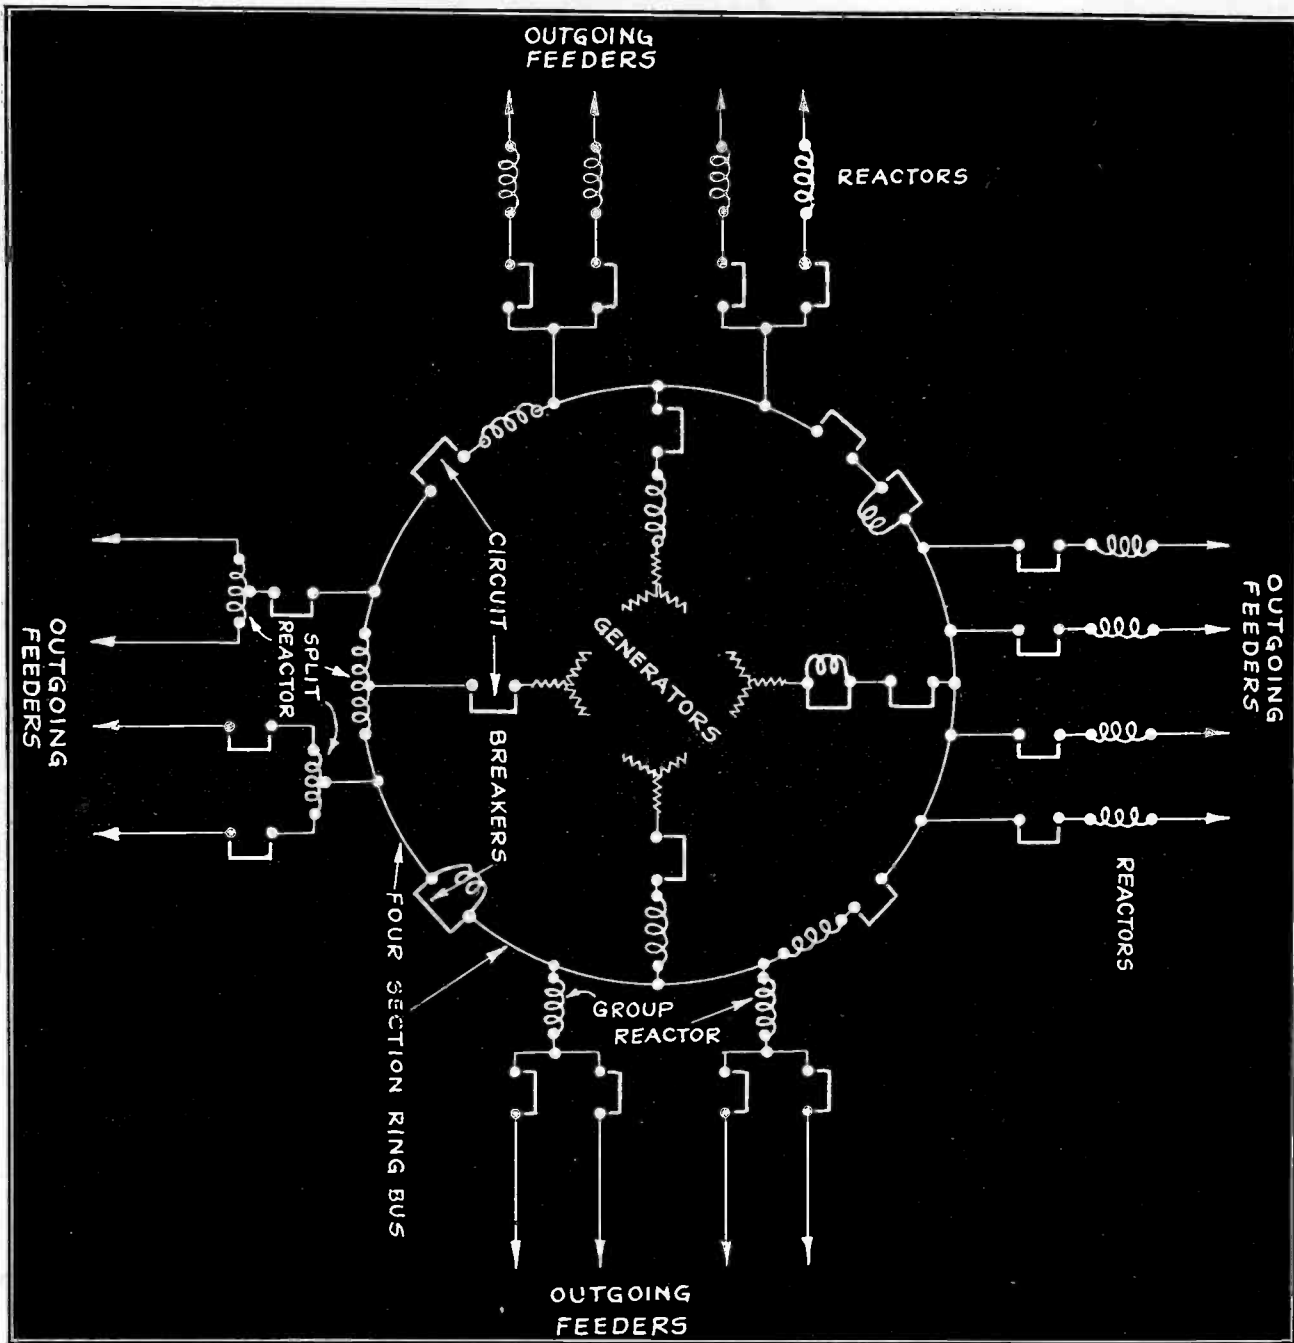 OUTGOING
FEEDERS
REACTORS
CIRCUIT
BREAKERS
GENERATORS
OUTGOING
FEEDERS
SPLIT
REACTOR
OUTGOING
FEEDERS
REACTORS
FOUR SECTION RING BUS
GROUP
REACTOR
OUTGOING
FEEDERS